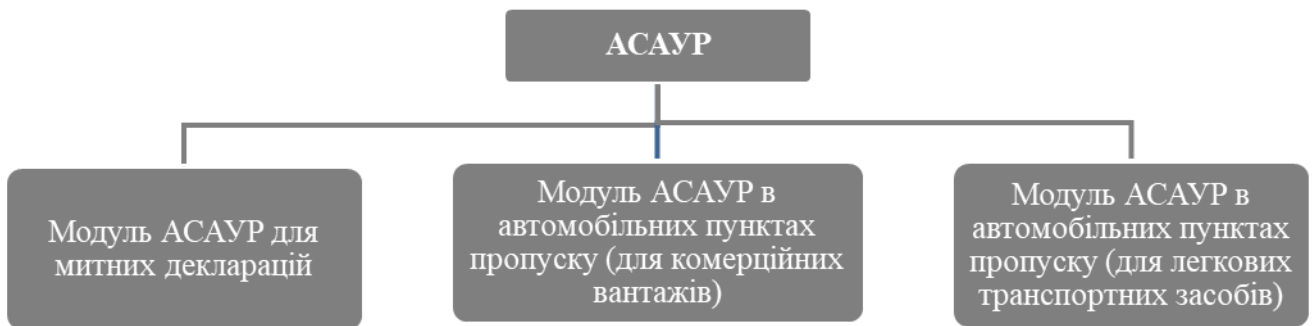 АСАУР
Модуль АСАУР для
митних декларацій
Модуль АСАУР в
автомобільних пунктах
пропуску (для комерційних
вантажів)
Модуль АСАУР в
автомобільних пунктах
пропуску (для легкових
транспортних засобів)